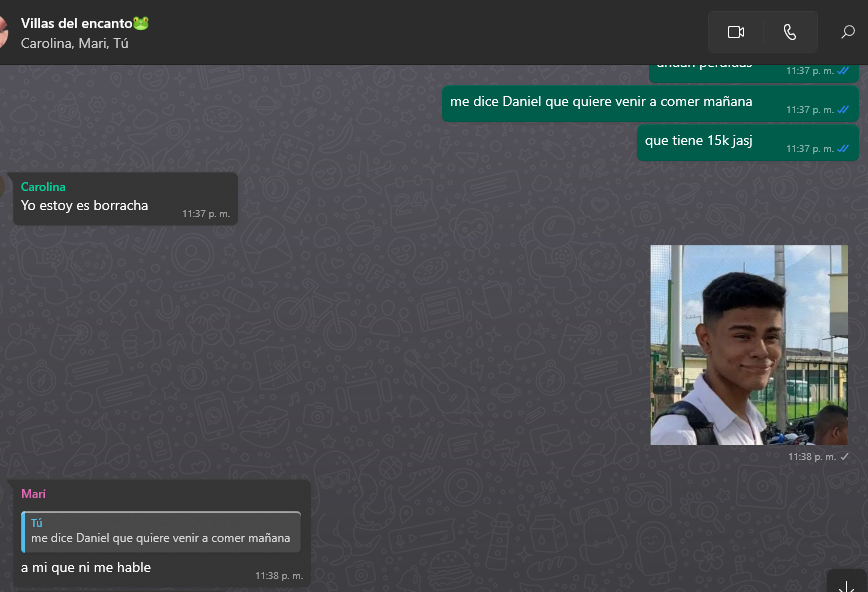 Villas del encanto🐸
Carolina, Mari, Tú
andan perdidas
11:37 p. m.
me dice Daniel que quiere venir a comer mañana
11:37 p. m.
que tiene 15k jasj
11:37 p. m.
Carolina
Yo estoy es borracha
11:37 p. m.
11:38 p. m.
Mari
Tú
me dice Daniel que quiere venir a comer mañana
a mi que ni me hable
11:38 p. m.